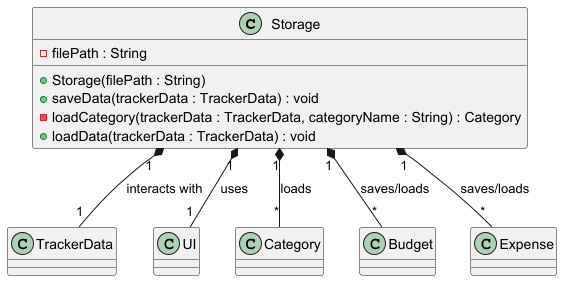 C Storage
filePath : String
Storage(filePath : String)
saveData(trackerData : TrackerData) : void
loadCategory(trackerData : TrackerData, categoryName : String) : Category
loadData(trackerData : TrackerData) : void
1 1 1 1 1
interacts with uses loads saves/loads saves/loads
1 1 * * *
C TrackerData C UI C Category C Budget C Expense